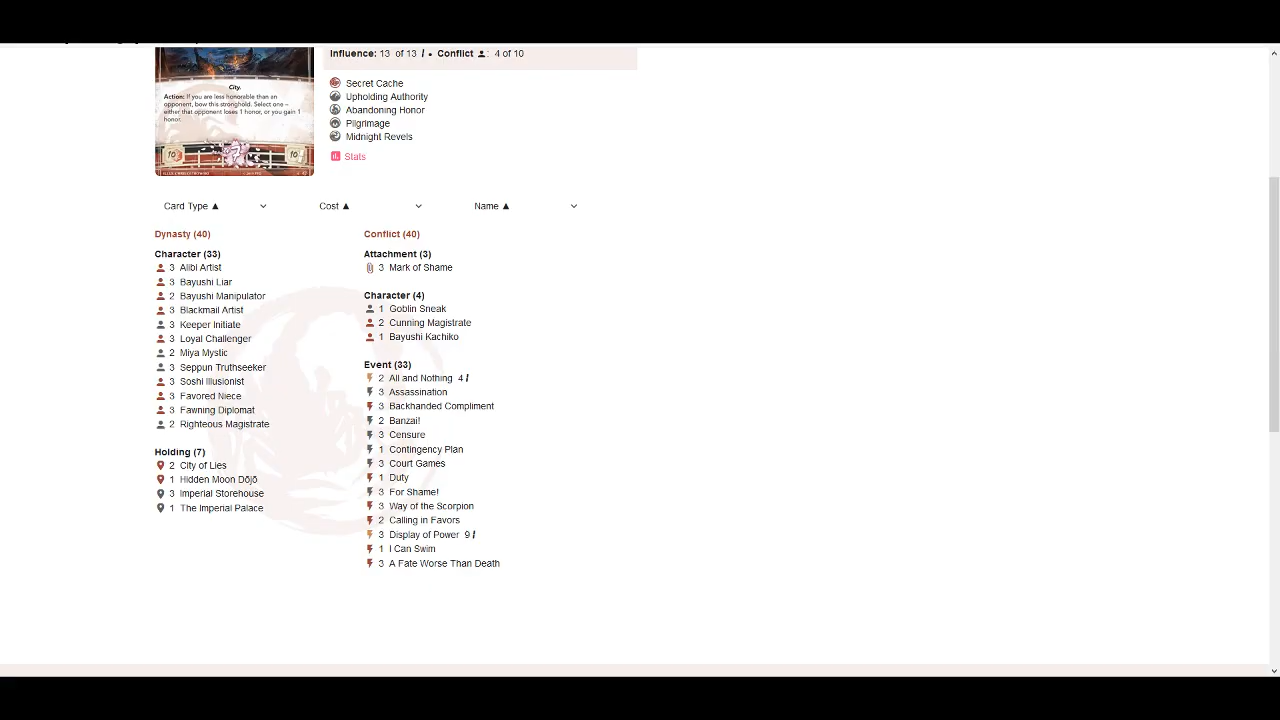 Influence: 13 of 13 • Conflict : 4 of 10
City.
Action: If you are less honorable than an
opponent, bow this stronghold. Select one –
either that opponent loses 1 honor, or you gain 1
honor.
10
10
Secret Cache
Upholding Authority
Abandoning Honor
Pilgrimage
Midnight Revels
Stats
Card Type ▲
Cost ▲
Name ▲
Dynasty (40)
Character (33)
3 Alibi Artist
3 Bayushi Liar
2 Bayushi Manipulator
3 Blackmail Artist
3 Keeper Initiate
3 Loyal Challenger
2 Miya Mystic
3 Seppun Truthseeker
3 Soshi Illusionist
3 Favored Niece
3 Fawning Diplomat
2 Righteous Magistrate
Holding (7)
2 City of Lies
1 Hidden Moon Dōjō
3 Imperial Storehouse
1 The Imperial Palace
Conflict (40)
Attachment (3)
3 Mark of Shame
Character (4)
1 Goblin Sneak
2 Cunning Magistrate
1 Bayushi Kachiko
Event (33)
2 All and Nothing 4
3 Assassination
3 Backhanded Compliment
2 Banzai!
3 Censure
1 Contingency Plan
3 Court Games
1 Duty
3 For Shame!
3 Way of the Scorpion
2 Calling in Favors
3 Display of Power 9
1 I Can Swim
3 A Fate Worse Than Death